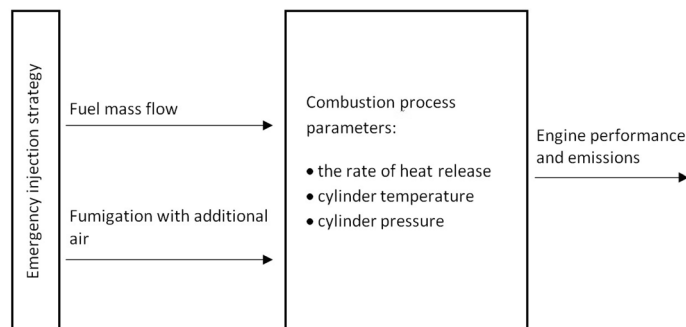 Emergency injection strategy
Fuel mass flow
Fumigation with additional
air
Combustion process
parameters:
• the rate of heat release
• cylinder temperature
• cylinder pressure
Engine performance
and emissions